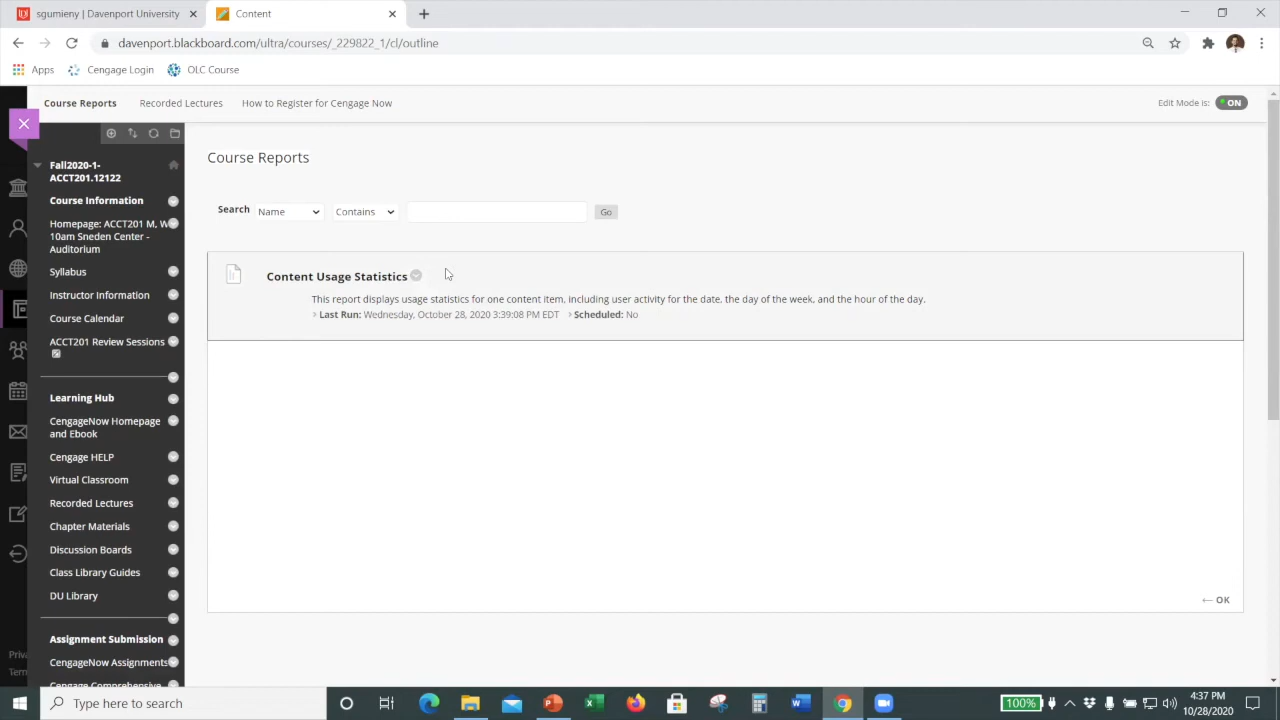 sgumieny | Davenport University
Content
davenport.blackboard.com/ultra/courses/_229822_1/cl/outline
Apps
Cengage Login
OLC Course
Course Reports
Recorded Lectures
How to Register for Cengage Now
Edit Mode is:
ON
Fall2020-1-
ACCT201.12122
Course Information
Homepage: ACCT201 M, W
10am Sneden Center -
Auditorium
Syllabus
Instructor Information
Course Calendar
ACCT201 Review Sessions
Learning Hub
CengageNow Homepage
and Ebook
Cengage HELP
Virtual Classroom
Recorded Lectures
Chapter Materials
Discussion Boards
Class Library Guides
DU Library
Assignment Submission
CengageNow Assignments
Cengage Comprehensive
Priva
Term
Course Reports
Search
Name
Contains
Go
Content Usage Statistics
This report displays usage statistics for one content item, including user activity for the date, the day of the week, and the hour of the day.
Last Run: Wednesday, October 28, 2020 3:39:08 PM EDT
Scheduled: No
OK
Type here to search
100%
4:37 PM
10/28/2020